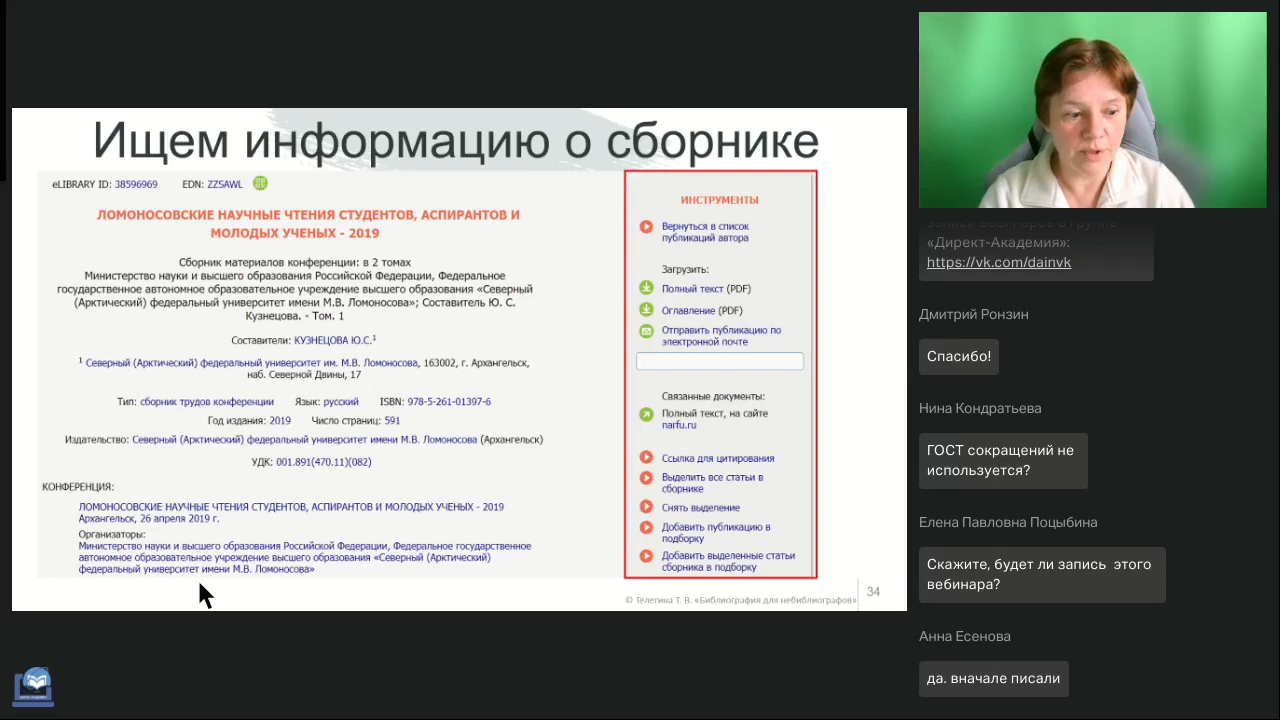 Ищем информацию о сборнике
eLIBRARY ID: 38596969 EDN: ZZSAWL
ЛОМОНОСОВСКИЕ НАУЧНЫЕ ЧТЕНИЯ СТУДЕНТОВ, АСПИРАНТОВ И
МОЛОДЫХ УЧЕНЫХ - 2019
Сборник материалов конференции: в 2 томах
Министерство науки и высшего образования Российской Федерации, Федеральное
государственное автономное образовательное учреждение высшего образования «Северный
(Арктический) федеральный университет имени М.В. Ломоносова»; Составитель Ю. С.
Кузнецова. - Том. 1
Составители: КУЗНЕЦОВА Ю.С.¹
¹ Северный (Арктический) федеральный университет им. М.В. Ломоносова, 163002, г. Архангельск,
наб. Северной Двины, 17
Тип: сборник трудов конференции Язык: русский ISBN: 978-5-261-01397-6
Год издания: 2019 Число страниц: 591
Издательство: Северный (Арктический) федеральный университет имени М.В. Ломоносова (Архангельск)
УДК: 001.891(470.11)(082)
КОНФЕРЕНЦИЯ:
ЛОМОНОСОВСКИЕ НАУЧНЫЕ ЧТЕНИЯ СТУДЕНТОВ, АСПИРАНТОВ И МОЛОДЫХ УЧЕНЫХ - 2019
Архангельск, 26 апреля 2019 г.
Организаторы:
Министерство науки и высшего образования Российской Федерации, Федеральное государственное
автономное образовательное учреждение высшего образования «Северный (Арктический)
федеральный университет имени М.В. Ломоносова»
ИНСТРУМЕНТЫ
Вернуться в список
публикаций автора
Загрузить:
Полный текст (PDF)
Оглавление (PDF)
Отправить публикацию по
электронной почте
Связанные документы:
Полный текст, на сайте
narfu.ru
Ссылка для цитирования
Выделить все статьи в
сборнике
Снять выделение
Добавить публикацию в
подборку
Добавить выделенные статьи
сборника в подборку
© Телегина Т. В. «Библиография для небиблиографов»
34
записи вебинаров в группе
«Директ-Академия»:
https://vk.com/dainvk
Дмитрий Ронзин
Спасибо!
Нина Кондратьева
ГОСТ сокращений не
используется?
Елена Павловна Поцыбина
Скажите, будет ли запись этого
вебинара?
Анна Есенова
да. вначале писали